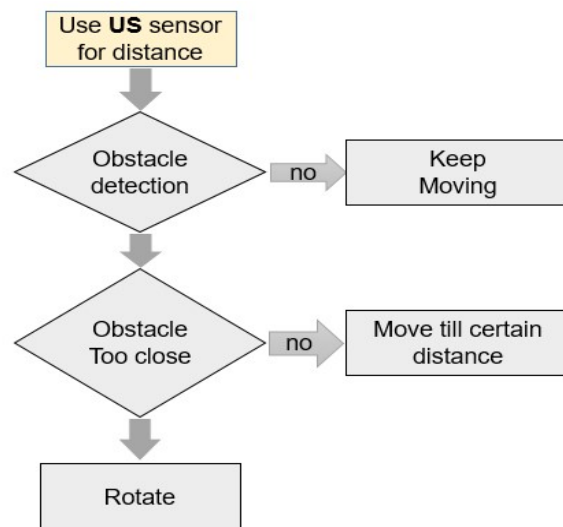 Use US sensor
for distance
Obstacle
detection
no
Keep
Moving
Obstacle
Too close
no
Move till certain
distance
Rotate